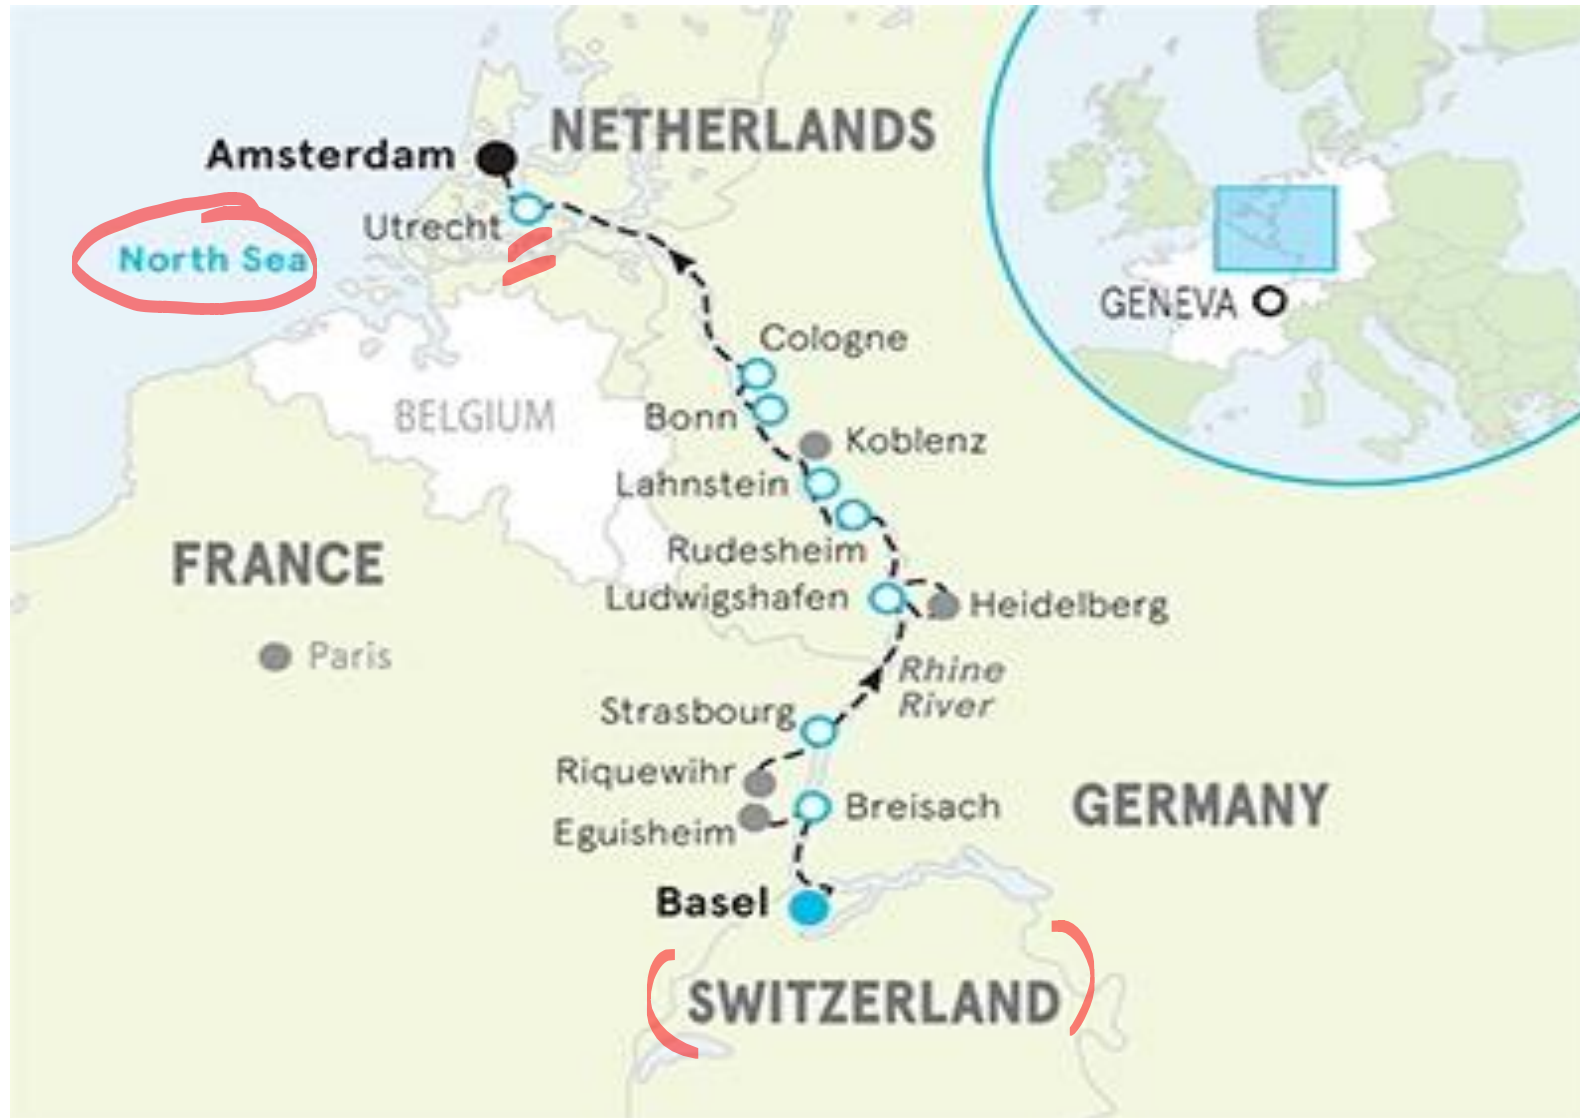 NETHERLANDS
Amsterdam
Utrecht
North Sea
GENEVA
Cologne
BELGIUM
Bonn
Koblenz
Lahnstein
FRANCE
Rudesheim
Ludwigshafen
Heidelberg
Paris
Rhine
River
Strasbourg
Riquewihr
Breisach
GERMANY
Eguisheim
Basel
SWITZERLAND